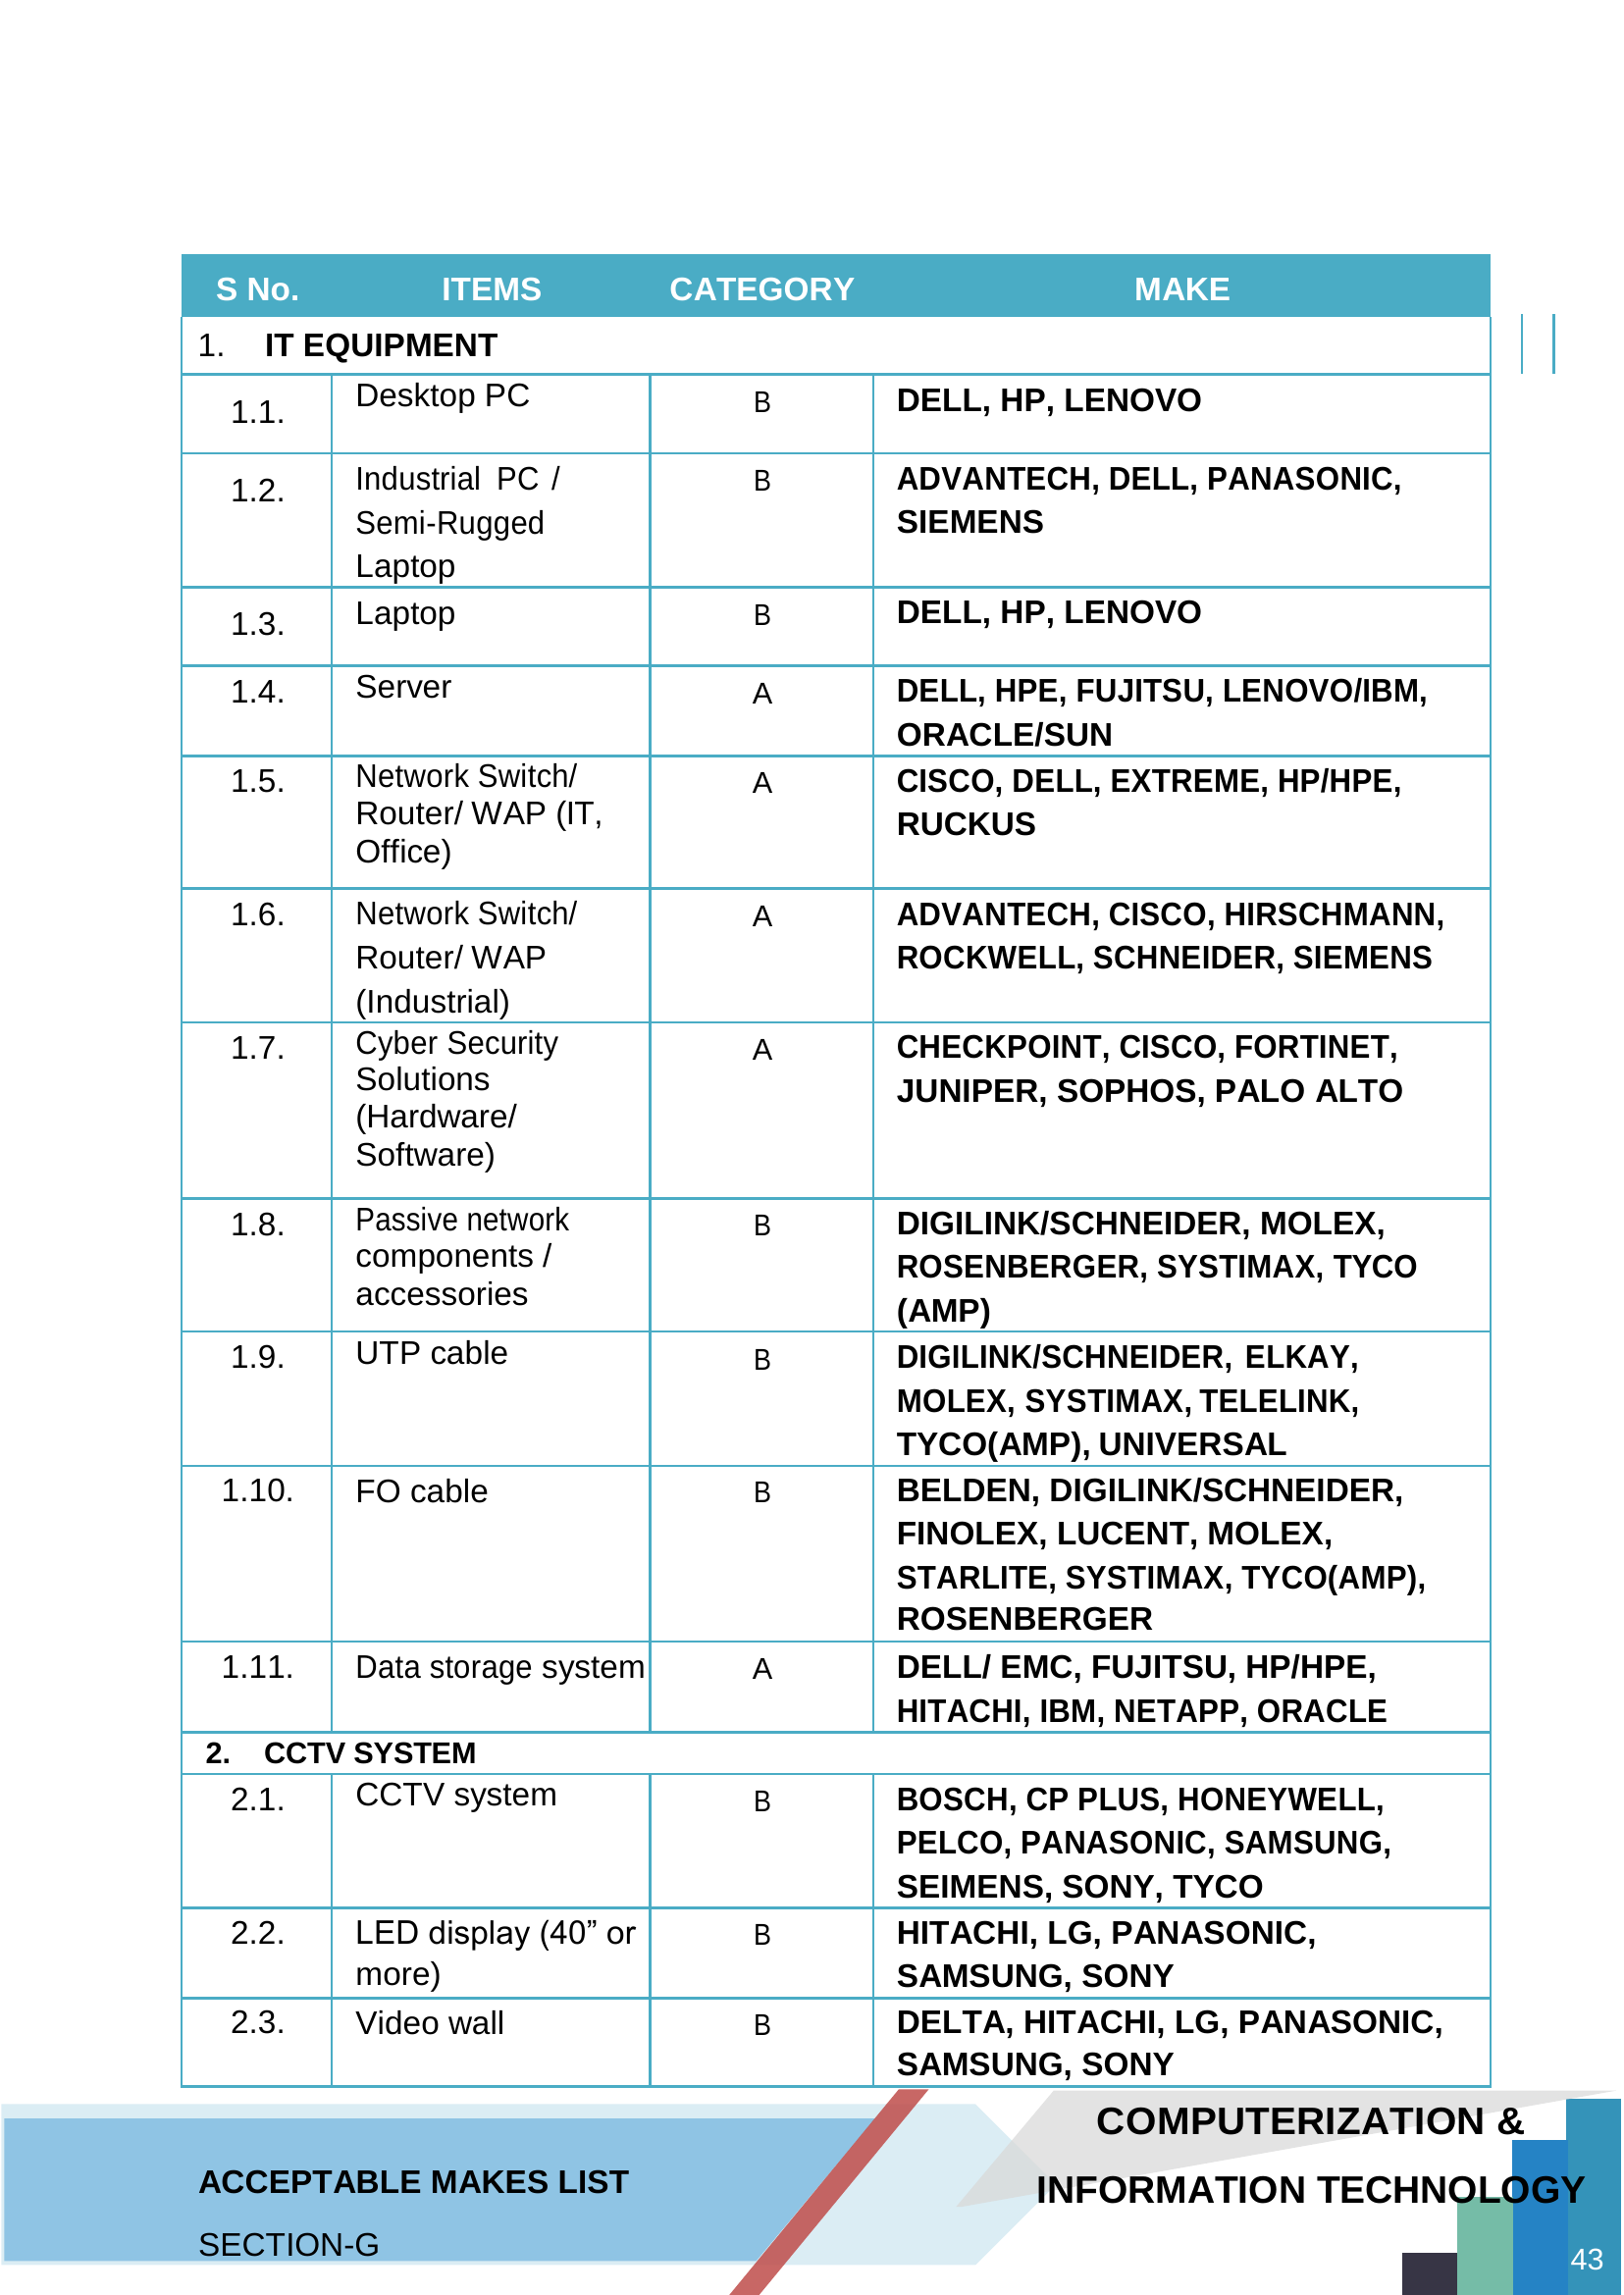 S No. ITEMS CATEGORY MAKE
1. IT EQUIPMENT
1.1. Desktop PC B DELL, HP, LENOVO
1.2. Industrial PC / B ADVANTECH, DELL, PANASONIC,
Semi-Rugged SIEMENS
Laptop
1.3. Laptop B DELL, HP, LENOVO
1.4. Server A DELL, HPE, FUJITSU, LENOVO/IBM,
ORACLE/SUN
1.5. Network Switch/ A CISCO, DELL, EXTREME, HP/HPE,
Router/ WAP (IT, RUCKUS
Office)
1.6. Network Switch/ A ADVANTECH, CISCO, HIRSCHMANN,
Router/ WAP ROCKWELL, SCHNEIDER, SIEMENS
(Industrial)
1.7. Cyber Security A CHECKPOINT, CISCO, FORTINET,
Solutions JUNIPER, SOPHOS, PALO ALTO
(Hardware/
Software)
1.8. Passive network B DIGILINK/SCHNEIDER, MOLEX,
components / ROSENBERGER, SYSTIMAX, TYCO
accessories (AMP)
1.9. UTP cable B DIGILINK/SCHNEIDER, ELKAY,
MOLEX, SYSTIMAX, TELELINK,
TYCO(AMP), UNIVERSAL
1.10. FO cable B BELDEN, DIGILINK/SCHNEIDER,
FINOLEX, LUCENT, MOLEX,
STARLITE, SYSTIMAX, TYCO(AMP),
ROSENBERGER
1.11. Data storage system A DELL/ EMC, FUJITSU, HP/HPE,
HITACHI, IBM, NETAPP, ORACLE
2. CCTV SYSTEM
2.1. CCTV system B BOSCH, CP PLUS, HONEYWELL,
PELCO, PANASONIC, SAMSUNG,
SEIMENS, SONY, TYCO
2.2. LED display (40” or B HITACHI, LG, PANASONIC,
more) SAMSUNG, SONY
2.3. Video wall B DELTA, HITACHI, LG, PANASONIC,
SAMSUNG, SONY
COMPUTERIZATION &
ACCEPTABLE MAKES LIST INFORMATION TECHNOLOGY
SECTION-G
43